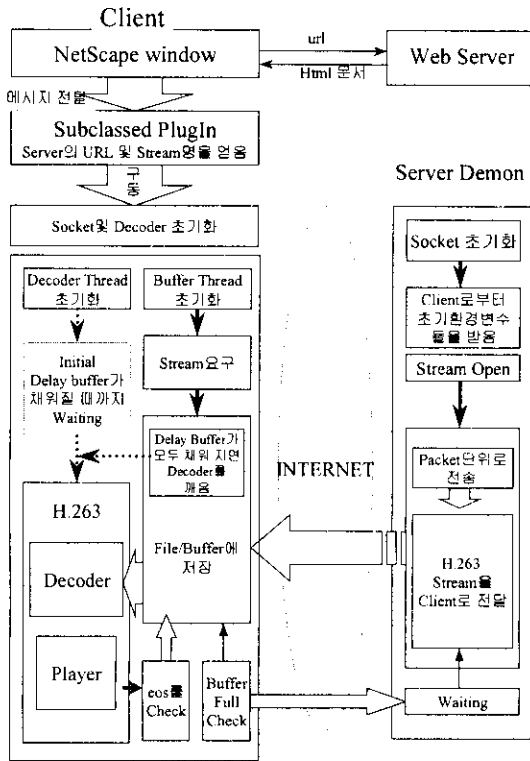 Client
NetScape window
url
Html 문서
Web Server
메시지 전월
Subclassed PlugIn
Server의 URL 및 Stream명을 얻음
구동
Socket및 Decoder 초기화
Server Demon
Decoder Thread
초기화
Buffer Thread
초기화
Initial
Delay buffer가
채워질 때까지
Waiting
Stream요구
Delay Buffer가
모두 채워 지면
Decoder를
깨움
H.263
Decoder
Player
File/Buffer에
저장
eos를
Check
Buffer
Full
Check
INTERNET
Socket 초기화
Client로부터
초기환경변수
들을 받음
Stream Open
Packet단위로
전송
H.263
Stream을
Client로 전달
Waiting